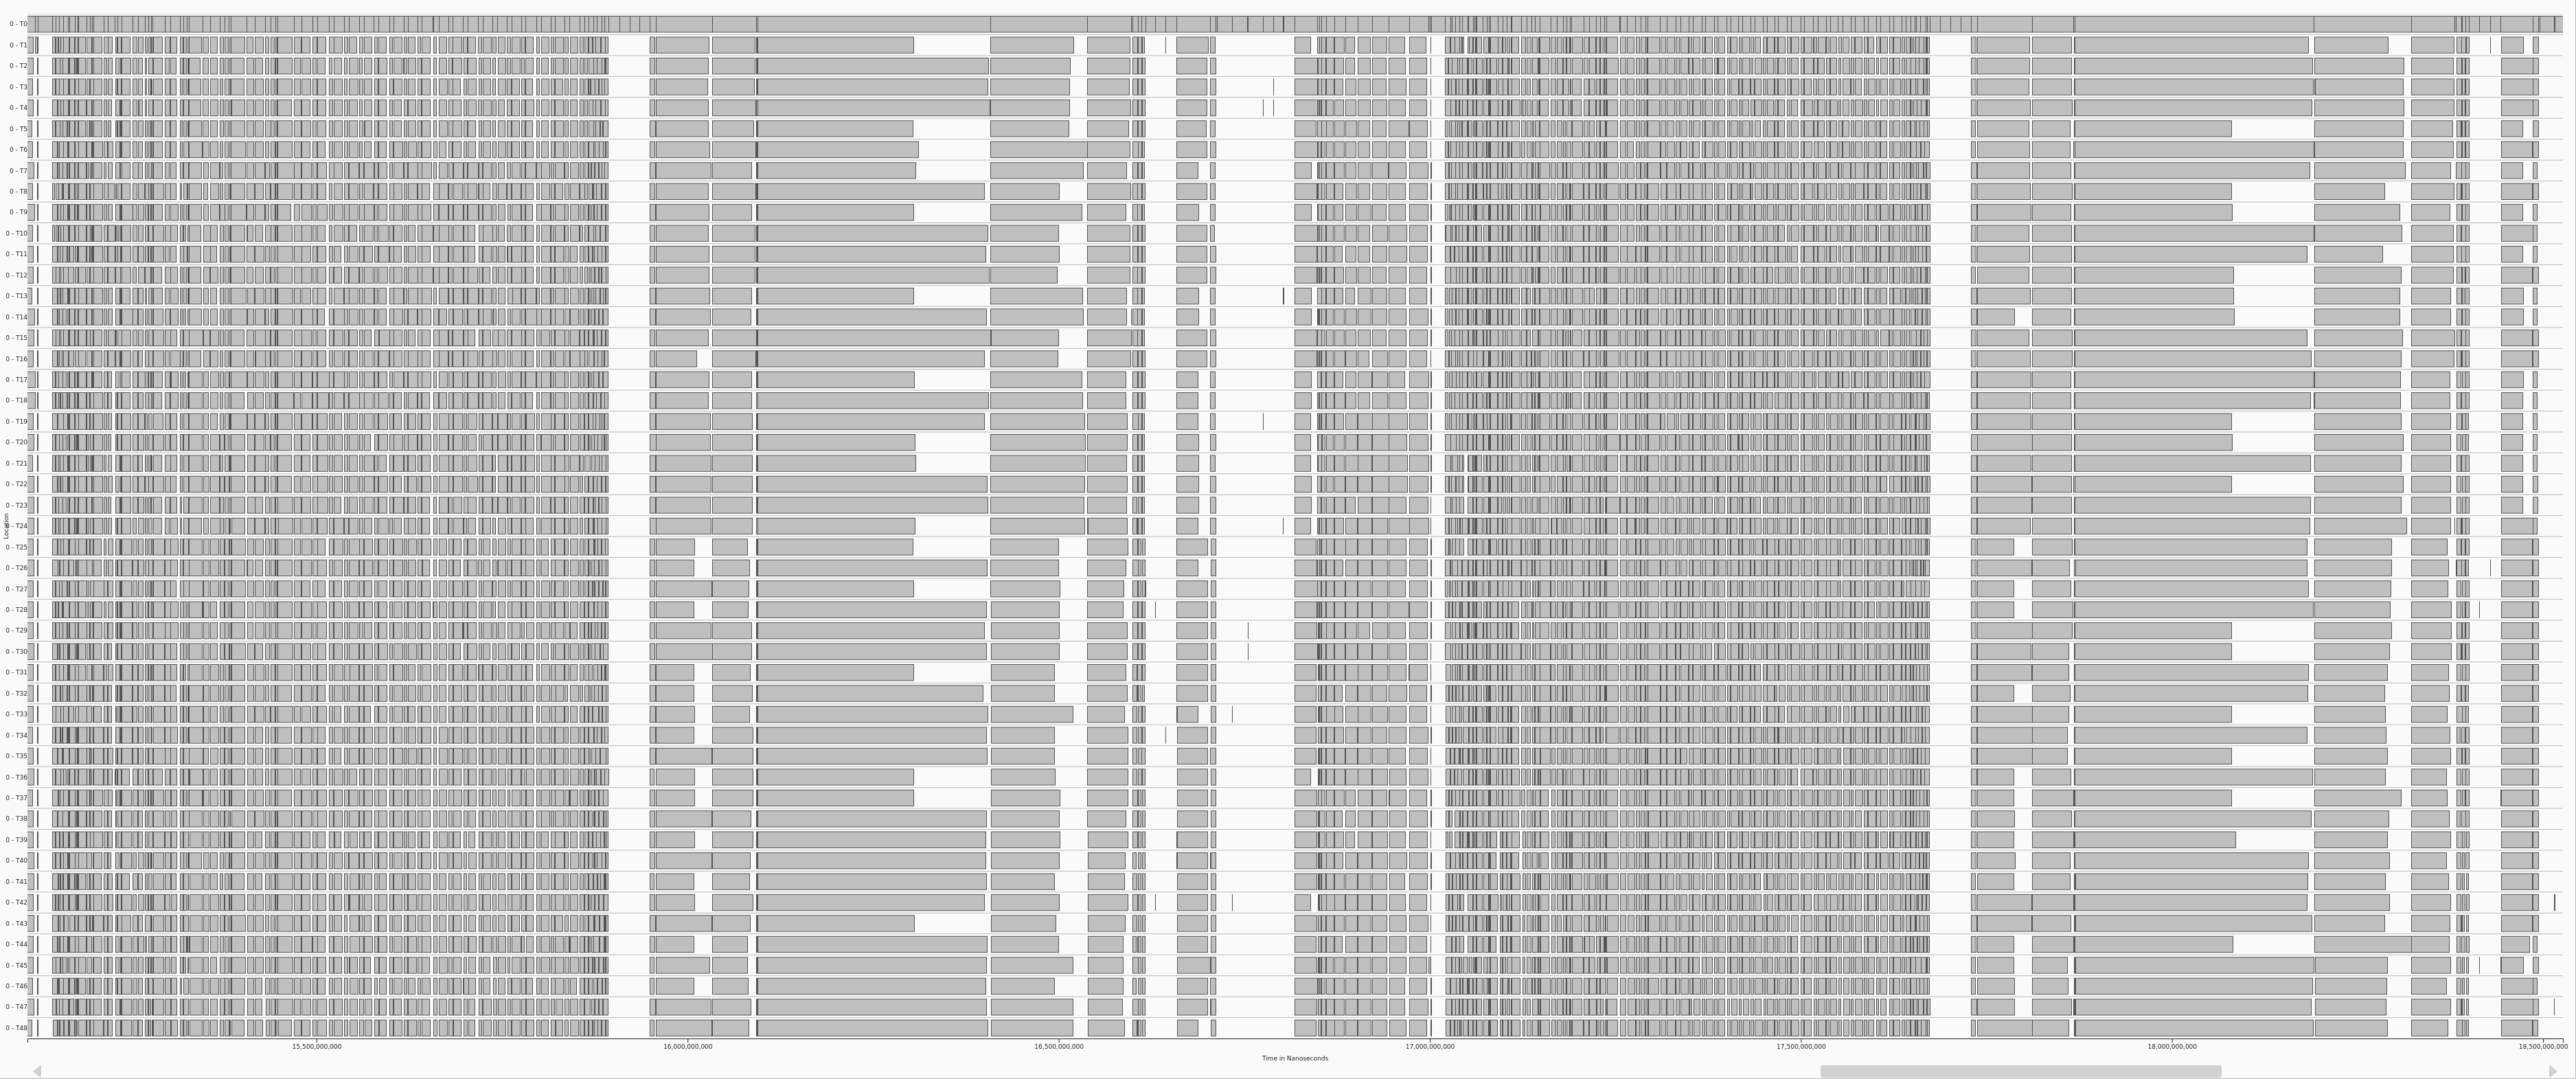 0 - T0
0 - T1
0 - T2
0 - T3
0 - T4
0 - T5
0 - T6
0 - T7
0 - T8
0 - T9
0 - T10
0 - T11
0 - T12
0 - T13
0 - T14
0 - T15
0 - T16
0 - T17
0 - T18
0 - T19
0 - T20
0 - T21
0 - T22
0 - T23
Location
0 - T24
0 - T25
0 - T26
0 - T27
0 - T28
0 - T29
0 - T30
0 - T31
0 - T32
0 - T33
0 - T34
0 - T35
0 - T36
0 - T37
0 - T38
0 - T39
0 - T40
0 - T41
0 - T42
0 - T43
0 - T44
0 - T45
0 - T46
0 - T47
0 - T48
15,500,000,000 16,000,000,000 16,500,000,000 17,000,000,000 17,500,000,000 18,000,000,000 18,500,000,000
Time in Nanoseconds